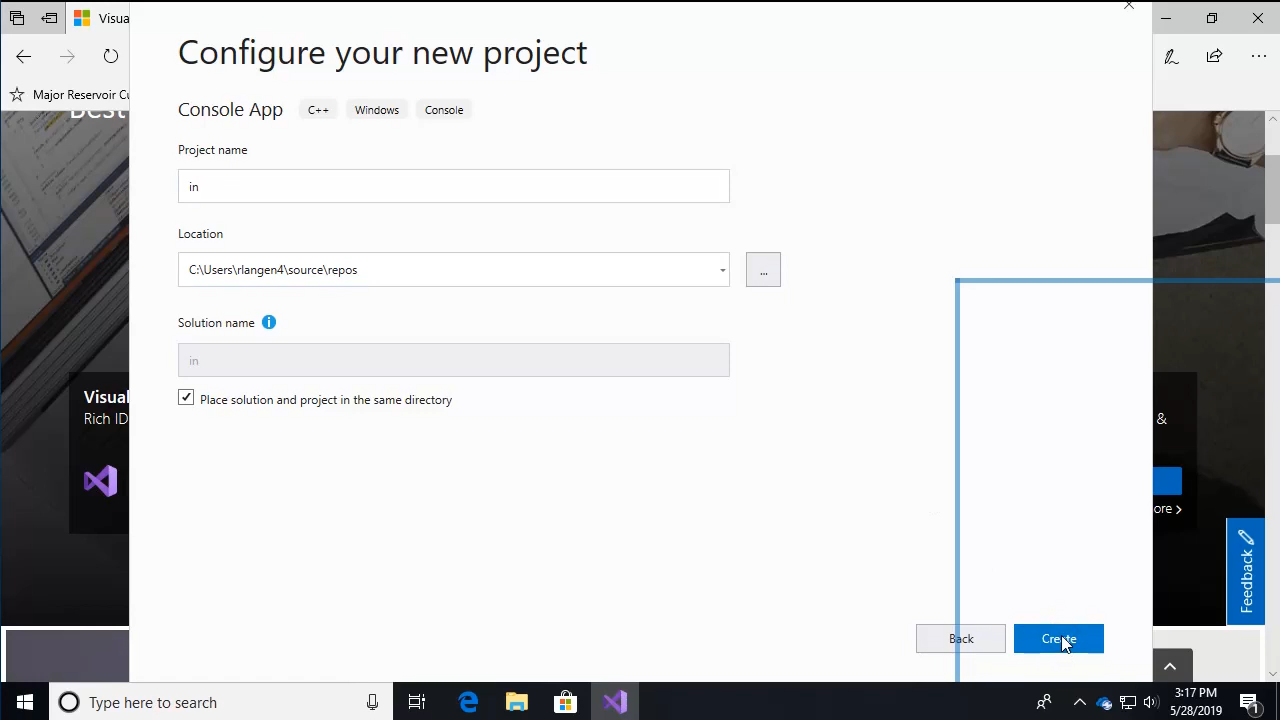 Visua
Major Reservoir Cu
Best
Configure your new project
Console App
C++
Windows
Console
Project name
in
Location
C:\Users\rlangen4\source\repos
...
Solution name
in
Place solution and project in the same directory
Visual
Rich ID
&
ore
Feedback
Back
Create
Type here to search
3:17 PM
5/28/2019
1